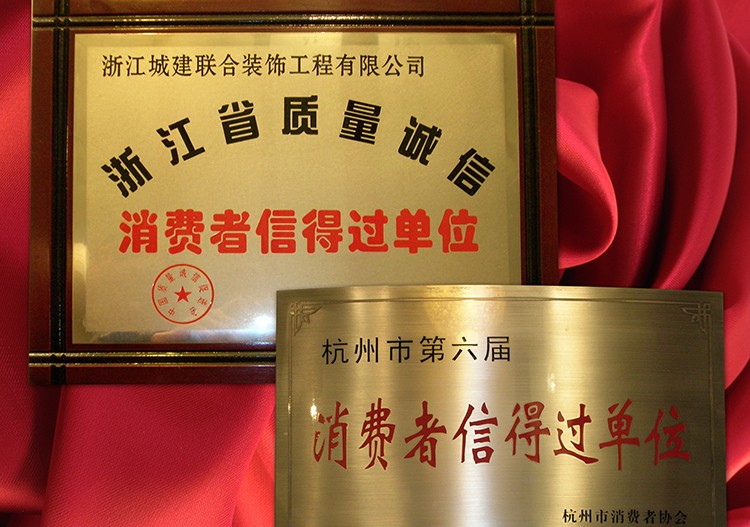 浙江城建联合装饰工程有限公司
浙江省质量诚信
消费者信得过单位
杭州市第六届
消费者信得过单位
杭州市消费者协会